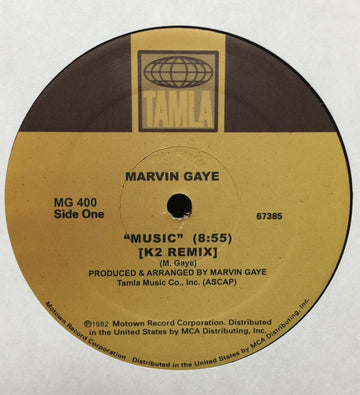 TAMLA
MARVIN GAYE
MG 400
Side One
67385
“MUSIC” (8:55)
[K2 REMIX]
(M. Gaye)
PRODUCED & ARRANGED BY MARVIN GAYE
Tamla Music Co., Inc. (ASCAP)
℗1982 Motown Record Corporation. Distributed
in the United States by MCA Distributing, Inc.
Motown Record Corporation Distributed in the United States by MCA Distributing, Inc.